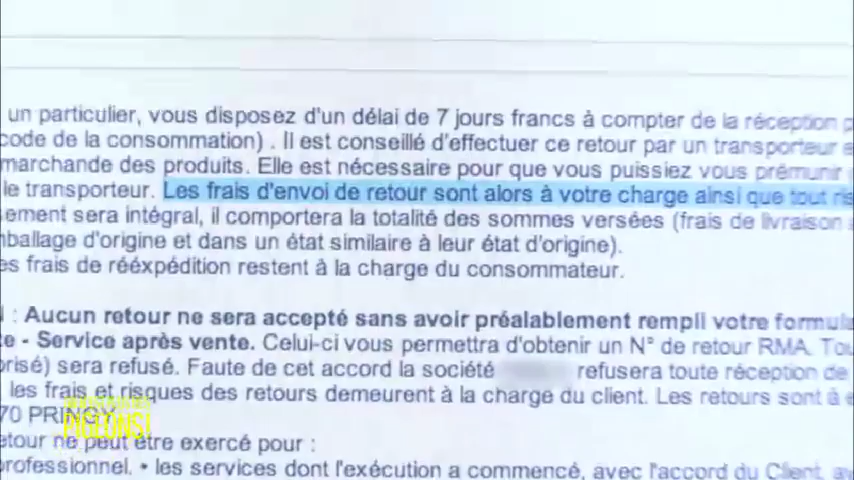 un particulier, vous disposez d'un délai de 7 jours francs à compter de la réception
code de la consommation) . Il est conseillé d'effectuer ce retour par un transporteur
marchande des produits. Elle est nécessaire pour que vous puissiez vous prémunir
le transporteur. Les frais d'envoi de retour sont alors à votre charge ainsi que tout ris
ement sera intégral, il comportera la totalité des sommes versées (frais de livraison
mballage d'origine et dans un état similaire à leur état d'origine).
es frais de réexpédition restent à la charge du consommateur.
: Aucun retour ne sera accepté sans avoir préalablement rempli votre formula
e - Service après vente. Celui-ci vous permettra d'obtenir un N° de retour RMA. Tou
orisé) sera refusé. Faute de cet accord la société refusera toute réception de
les frais et risques des retours demeurent à la charge du client. Les retours sont à
70 PRINGY
PIGEONS!
etour ne peut être exercé pour :
professionnel. • les services dont l'exécution a commencé, avec l'accord du Client,